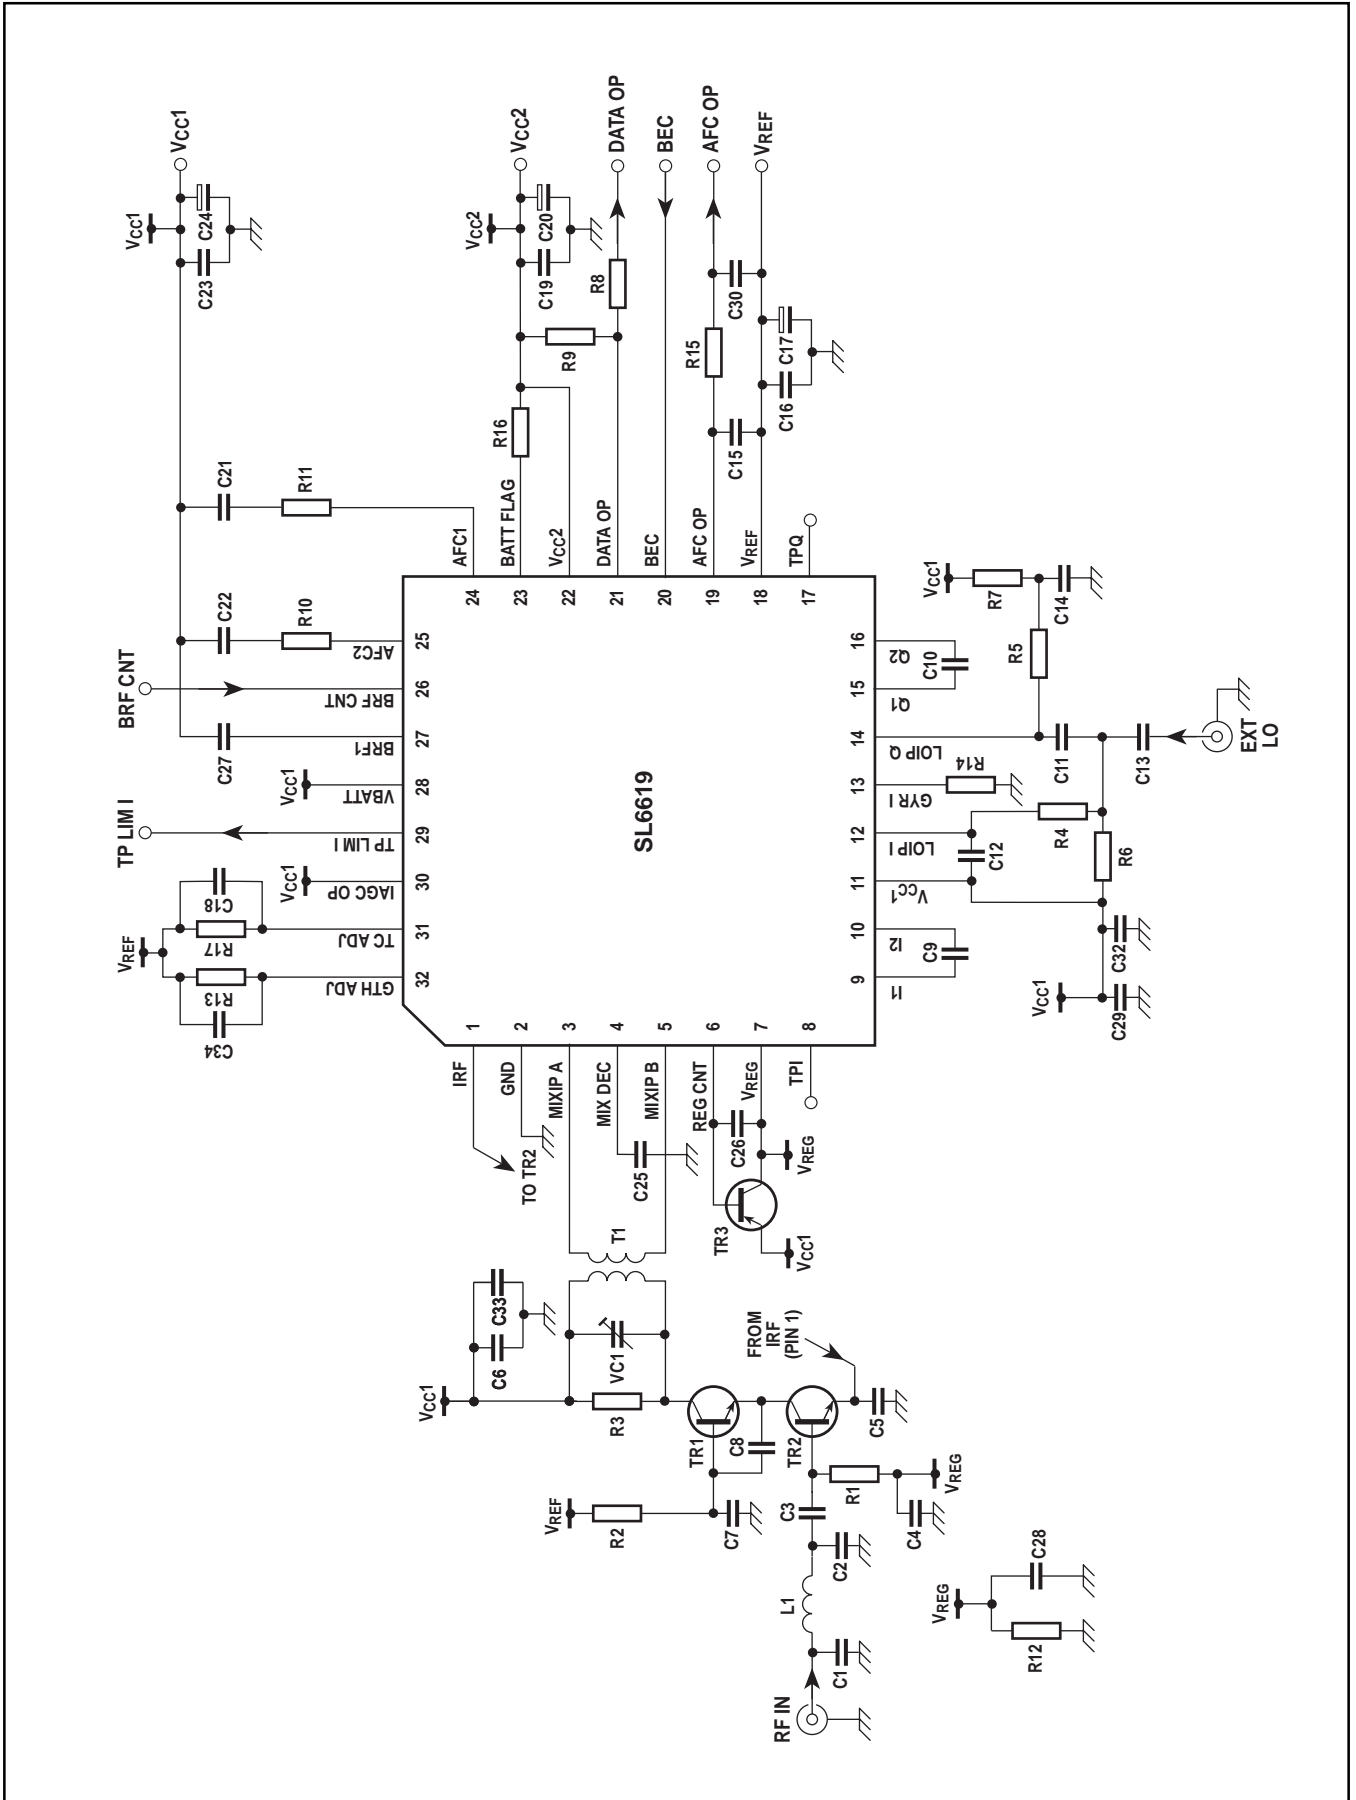 VCC1
VCC1
C24
C23
VCC2
VCC2
C20
C19
DATA OP
R8
R9
BEC
AFC OP
VREF
R16
R15
C30
C17
C16
C15
C21
R11
C22
R10
C27
BRF CNT
VCC1
TP LIM I
VCC1
C18
R17
VREF
R13
C34
AFC1
BATT FLAG
VCC2
DATA OP
BEC
AFC OP
VREF
TPQ
24
23
22
21
20
19
18
17
AFC2
BRF CNT
BRF1
VBATT
TP LIM I
IAGC OP
TC ADJ
GTH ADJ
25
26
27
28
29
30
31
32
SL6619
16
15
14
13
12
11
10
9
Q2
Q1
LOIP Q
GYR I
LOIP I
VCC1
I2
I1
C10
VCC1
R7
C14
R5
C11
C13
EXT
LO
R14
R4
R6
C12
C9
C32
C29
VCC1
1
2
3
4
5
6
7
8
IRF
GND
MIXIP A
MIX DEC
MIXIP B
REG CNT
VREG
TPI
TO TR2
C25
C26
VREG
TR3
VCC1
T1
C33
C6
VC1
VCC1
R3
FROM
IRF
(PIN 1)
TR1
C8
TR2
C5
VREF
R2
C7
C3
R1
VREG
C4
C2
L1
C1
RF IN
VREG
C28
R12